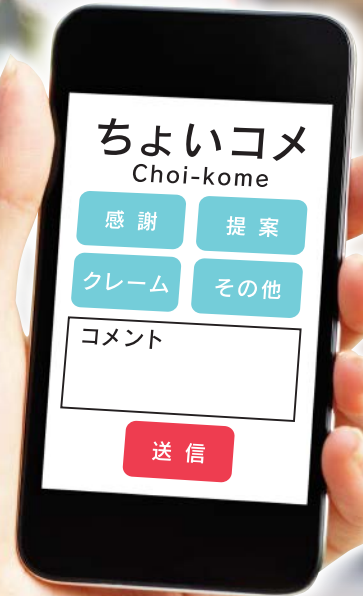 ちょいコメ
Choi-kome
感謝 提案
クレーム その他
コメント
送信